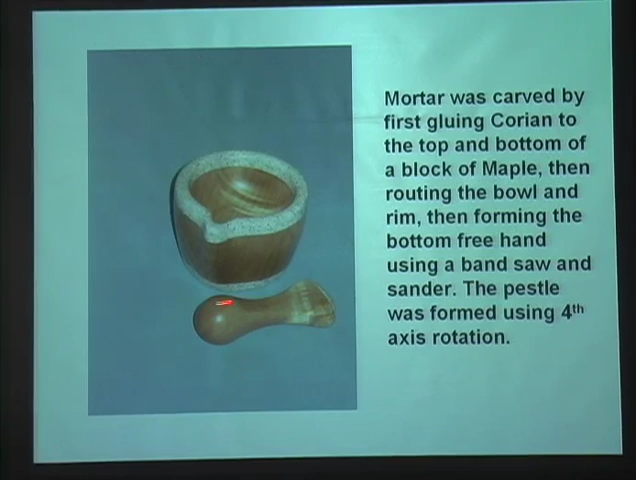 Mortar was carved by
first gluing Corian to
the top and bottom of
a block of Maple, then
routing the bowl and
rim, then forming the
bottom free hand
using a band saw and
sander. The pestle
was formed using 4th
axis rotation.